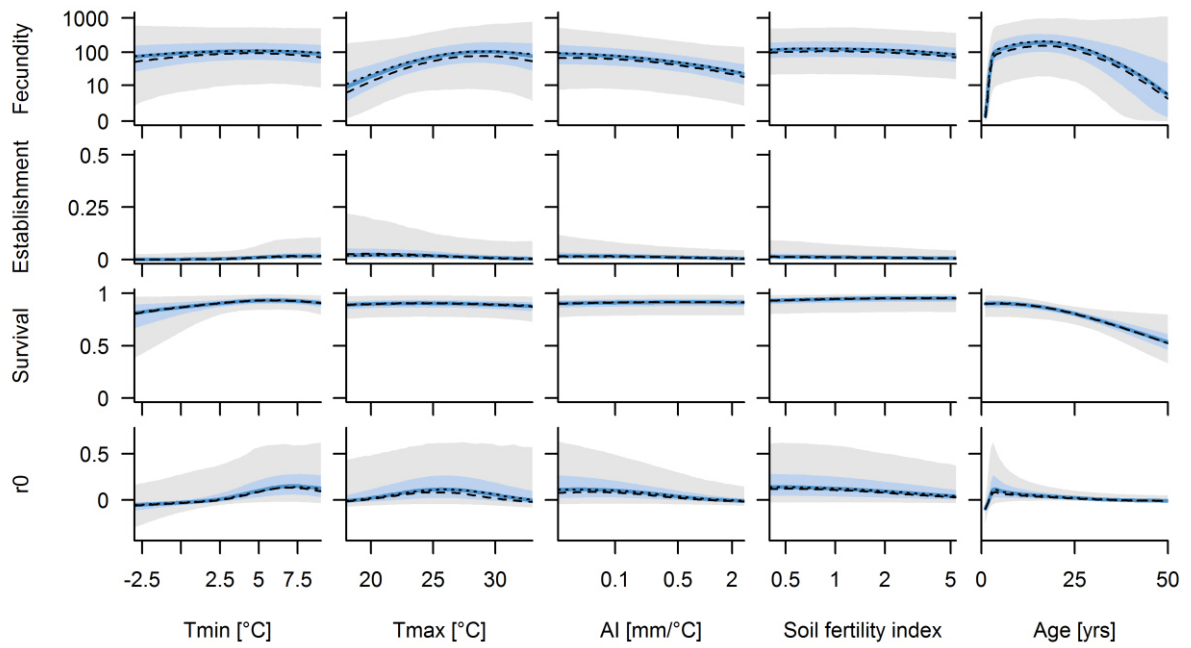 Fecundity
1000
100
10
0
Establishment
0.5
0.25
0
Survival
1
0.5
0
r0
0.5
0
-2.5 2.5 5 7.5 20 25 30 0.1 0.5 2 0.5 1 2 5 0 25 50
Tmin [°C] Tmax [°C] AI [mm/°C] Soil fertility index Age [yrs]